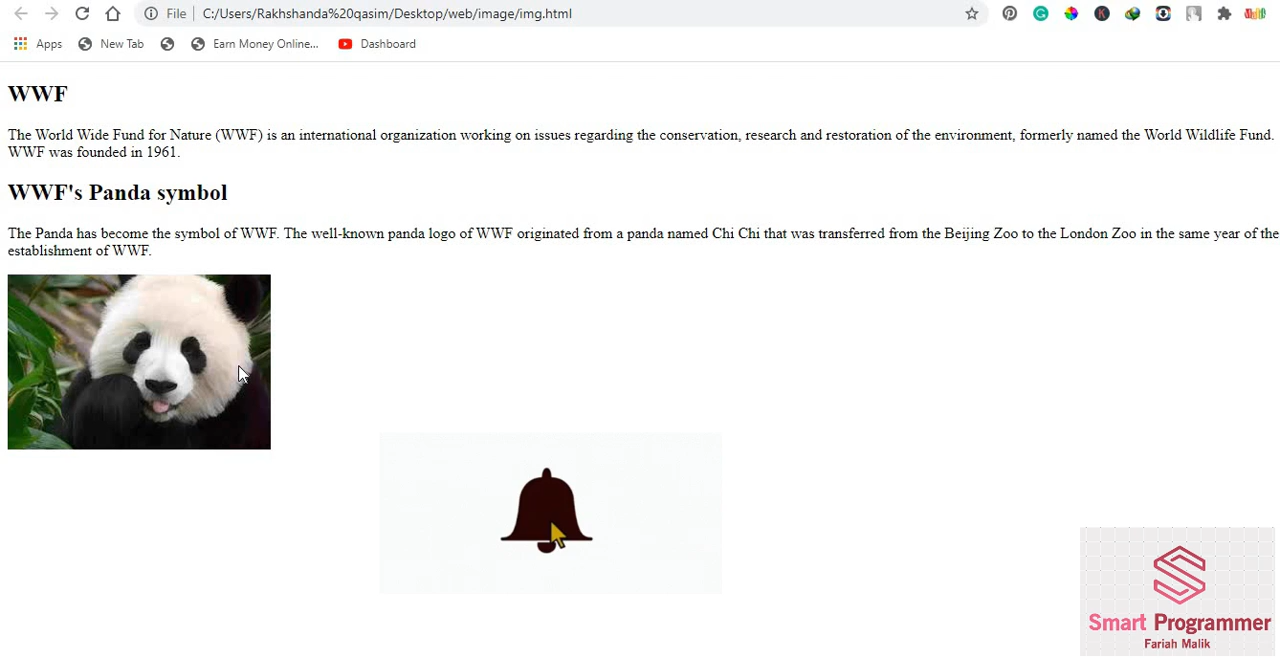 File C:/Users/Rakhshanda%20qasim/Desktop/web/image/img.html
Apps New Tab Earn Money Online... Dashboard
WWF
The World Wide Fund for Nature (WWF) is an international organization working on issues regarding the conservation, research and restoration of the environment, formerly named the World Wildlife Fund.
WWF was founded in 1961.
WWF's Panda symbol
The Panda has become the symbol of WWF. The well-known panda logo of WWF originated from a panda named Chi Chi that was transferred from the Beijing Zoo to the London Zoo in the same year of the
establishment of WWF.
Smart Programmer
Fariah Malik